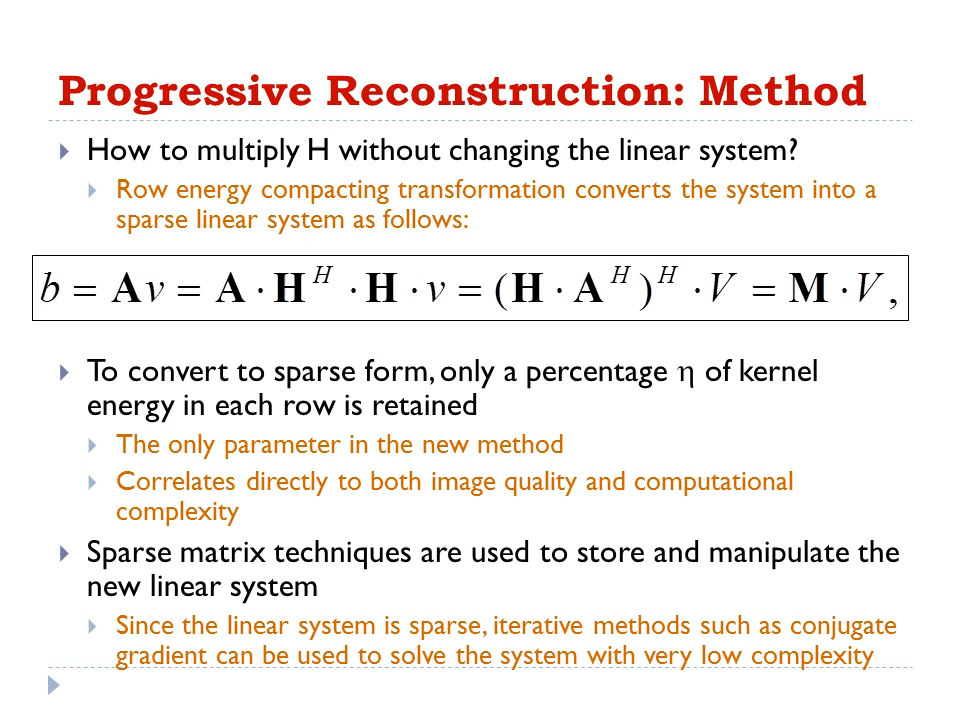 Progressive Reconstruction: Method
How to multiply H without changing the linear system?
Row energy compacting transformation converts the system into a
sparse linear system as follows:
b = Av = A · H^H · H · v = (H · A^H)^H · V = M · V,
To convert to sparse form, only a percentage η of kernel
energy in each row is retained
The only parameter in the new method
Correlates directly to both image quality and computational
complexity
Sparse matrix techniques are used to store and manipulate the
new linear system
Since the linear system is sparse, iterative methods such as conjugate
gradient can be used to solve the system with very low complexity